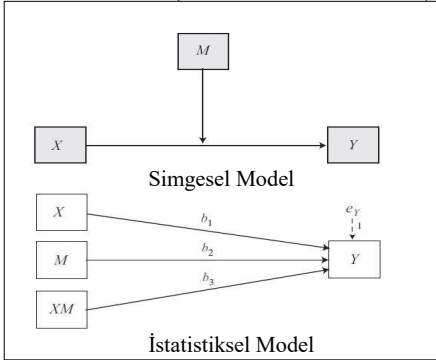 M
X Y
Simgesel Model
X
b1 eY
1
M b2 Y
b3
XM
İstatistiksel Model